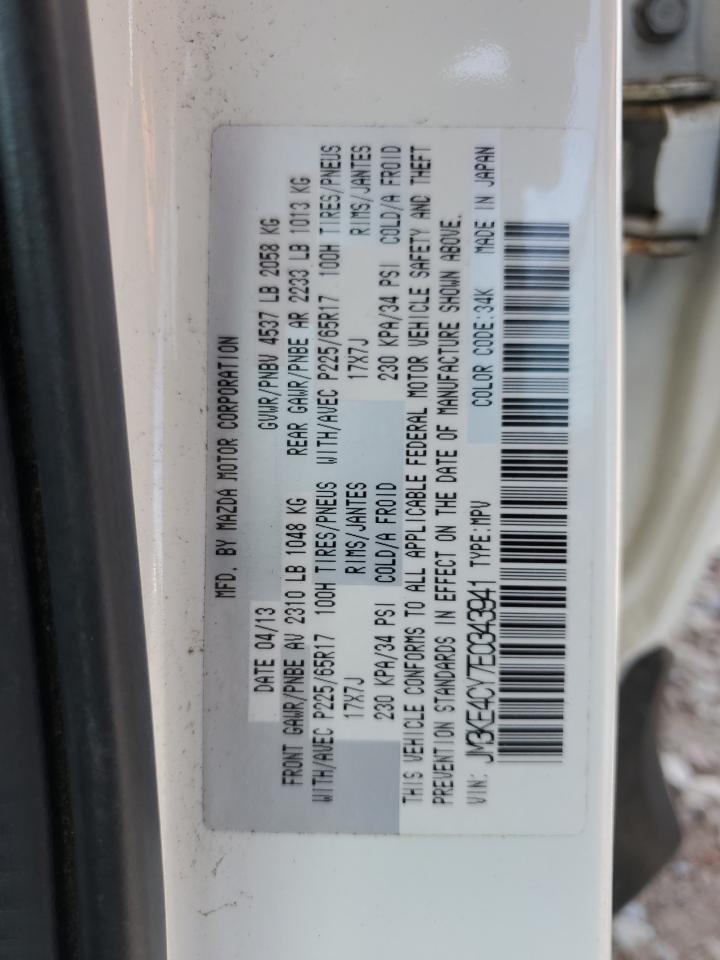 MFD. BY MAZDA MOTOR CORPORATION
DATE 04/13 GVWR/PNBV 4537 LB 2058 KG
FRONT GAWR/PNBE AV 2310 LB 1048 KG REAR GAWR/PNBE AR 2233 LB 1013 KG
WITH/AVEC P225/65R17 100H TIRES/PNEUS WITH/AVEC P225/65R17 100H TIRES/PNEUS
17X7J RIMS/JANTES 17X7J RIMS/JANTES
230 KPA/34 PSI COLD/A FROID 230 KPA/34 PSI COLD/A FROID
THIS VEHICLE CONFORMS TO ALL APPLICABLE FEDERAL MOTOR VEHICLE SAFETY AND THEFT
PREVENTION STANDARDS IN EFFECT ON THE DATE OF MANUFACTURE SHOWN ABOVE.
VIN: JM3KE4CY7E0343941 TYPE:MPV COLOR CODE:34K MADE IN JAPAN